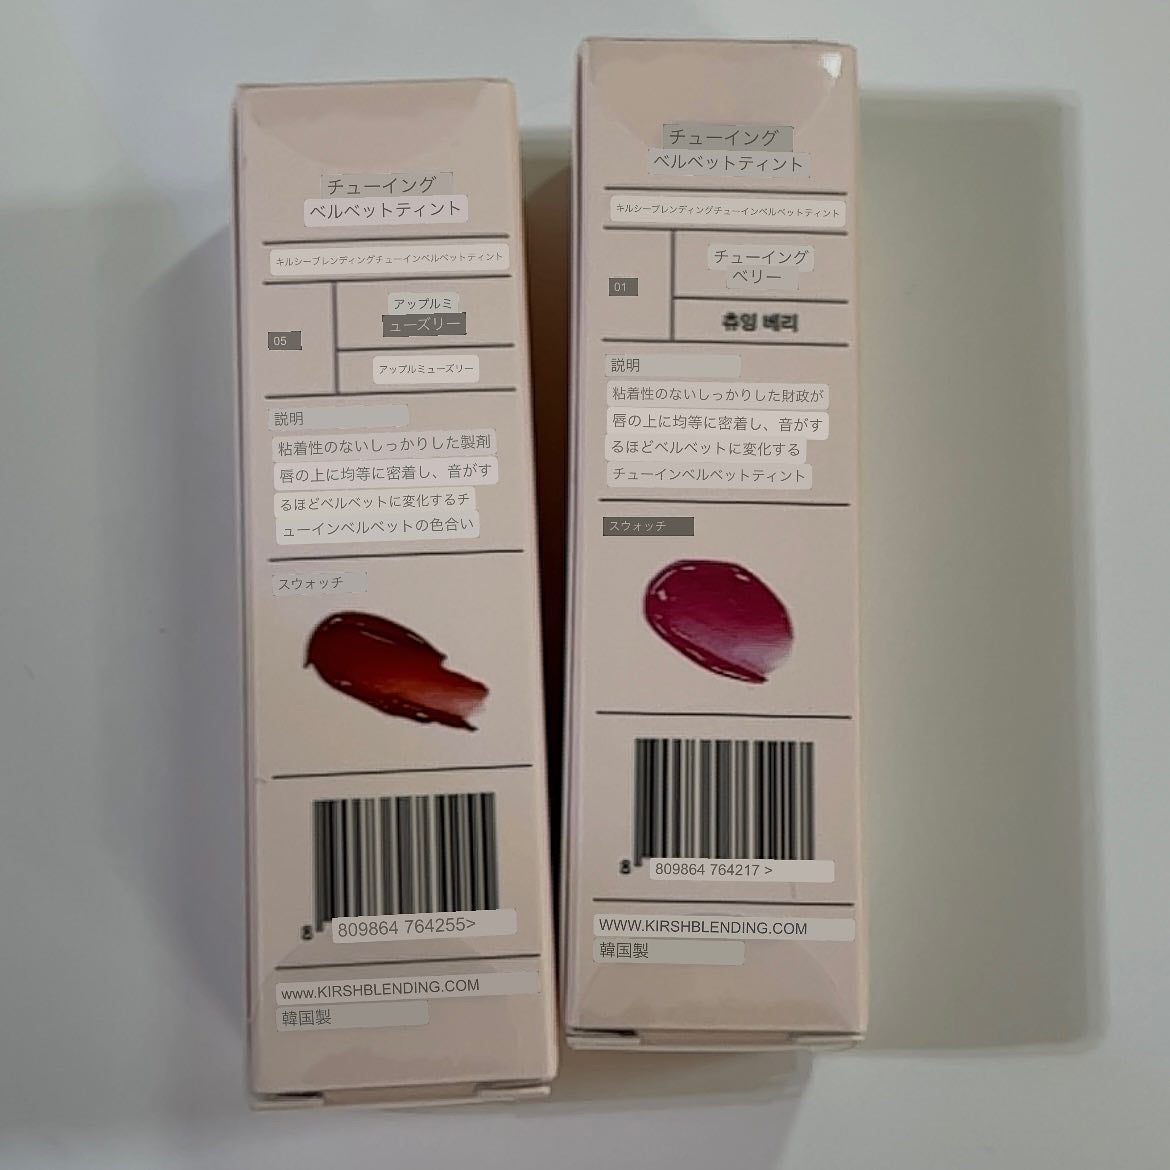 チューイング
ベルベットティント
キルシーブレンディングチューインベルベットティント
05
アップルミ
ューズリー
アップルミューズリー
説明
粘着性のないしっかりした製剤
唇の上に均等に密着し、音がす
るほどベルベットに変化するチ
ューインベルベットの色合い
スウォッチ
8 809864 764255>
www.KIRSHBLENDING.COM
韓国製
チューイング
ベルベットティント
キルシーブレンディングチューインベルベットティント
01
チューイング
ベリー
츄잉 베리
説明
粘着性のないしっかりした財政が
唇の上に均等に密着し、音がす
るほどベルベットに変化する
チューインベルベットティント
スウォッチ
8 809864 764217 >
WWW.KIRSHBLENDING.COM
韓国製